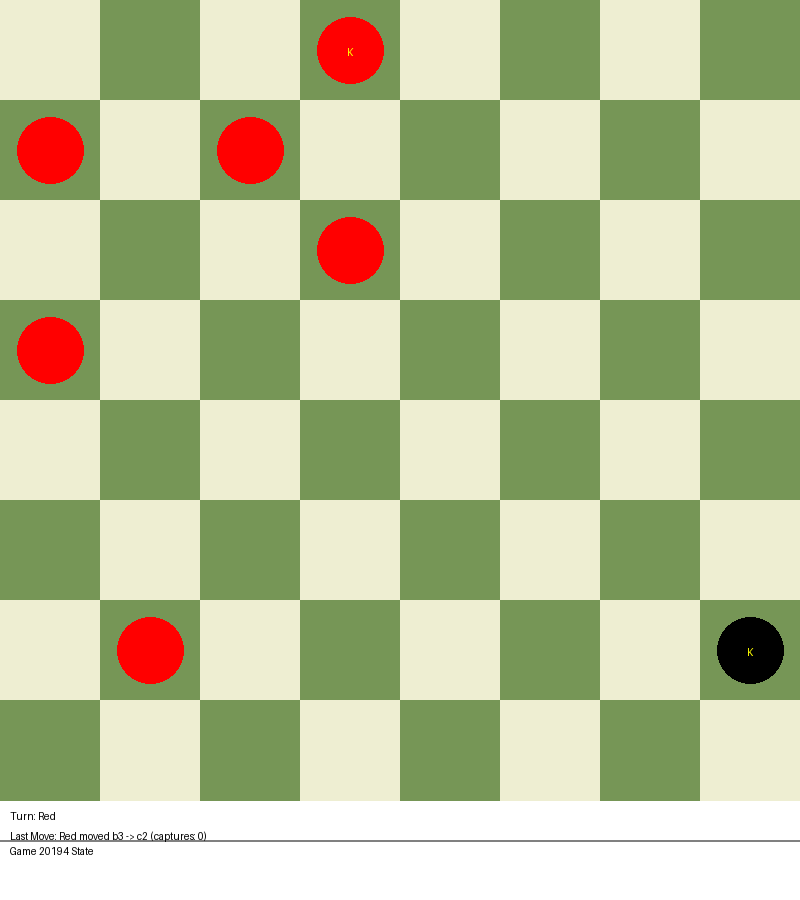 K
K
Turn: Red
Last Move: Red moved b3 -> c2 (captures: 0)
Game 20194 State